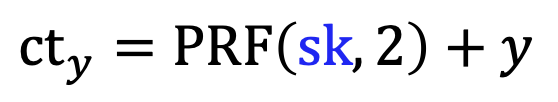 ct_y = PRF(sk, 2) + y